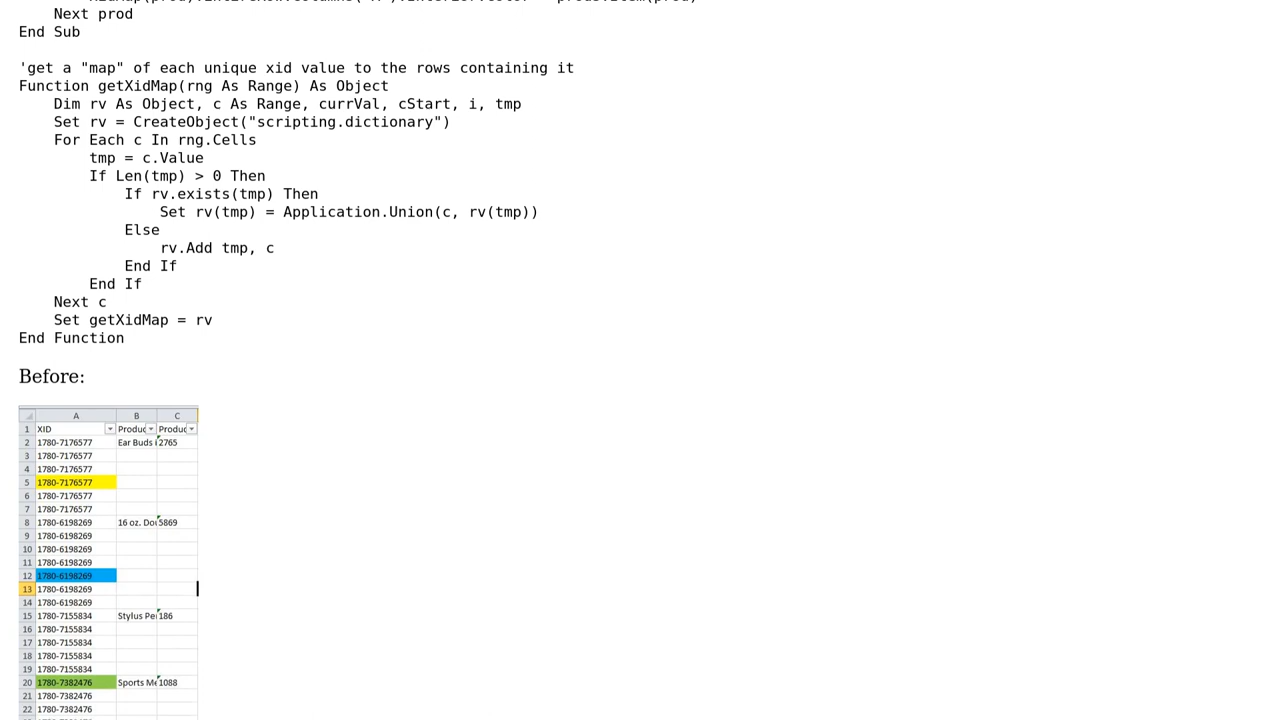 Next prod
End Sub
'get a "map" of each unique xid value to the rows containing it
Function getXidMap(rng As Range) As Object
    Dim rv As Object, c As Range, currVal, cStart, i, tmp
    Set rv = CreateObject("scripting.dictionary")
    For Each c In rng.Cells
        tmp = c.Value
        If Len(tmp) > 0 Then
            If rv.exists(tmp) Then
                Set rv(tmp) = Application.Union(c, rv(tmp))
            Else
                rv.Add tmp, c
            End If
        End If
    Next c
    Set getXidMap = rv
End Function
Before:
A B C
1 XID Produc Produc
2 1780-7176577 Ear Buds 2765
3 1780-7176577
4 1780-7176577
5 1780-7176577
6 1780-7176577
7 1780-7176577
8 1780-6198269 16 oz. Dou 5869
9 1780-6198269
10 1780-6198269
11 1780-6198269
12 1780-6198269
13 1780-6198269
14 1780-6198269
15 1780-7155834 Stylus Pe 186
16 1780-7155834
17 1780-7155834
18 1780-7155834
19 1780-7155834
20 1780-7382476 Sports Me 1088
21 1780-7382476
22 1780-7382476